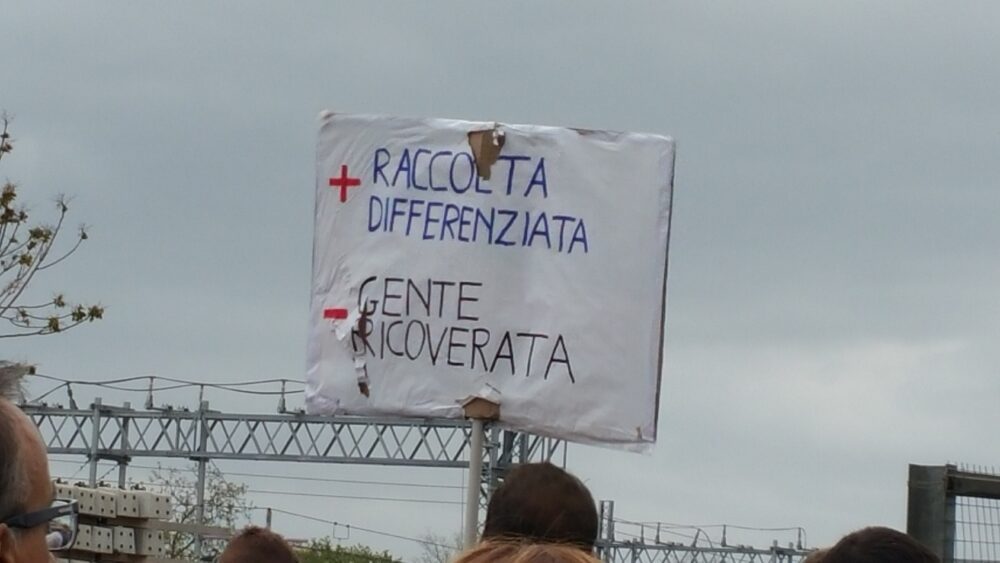 + RACCOLTA
DIFFERENZIATA
- GENTE
RICOVERATA